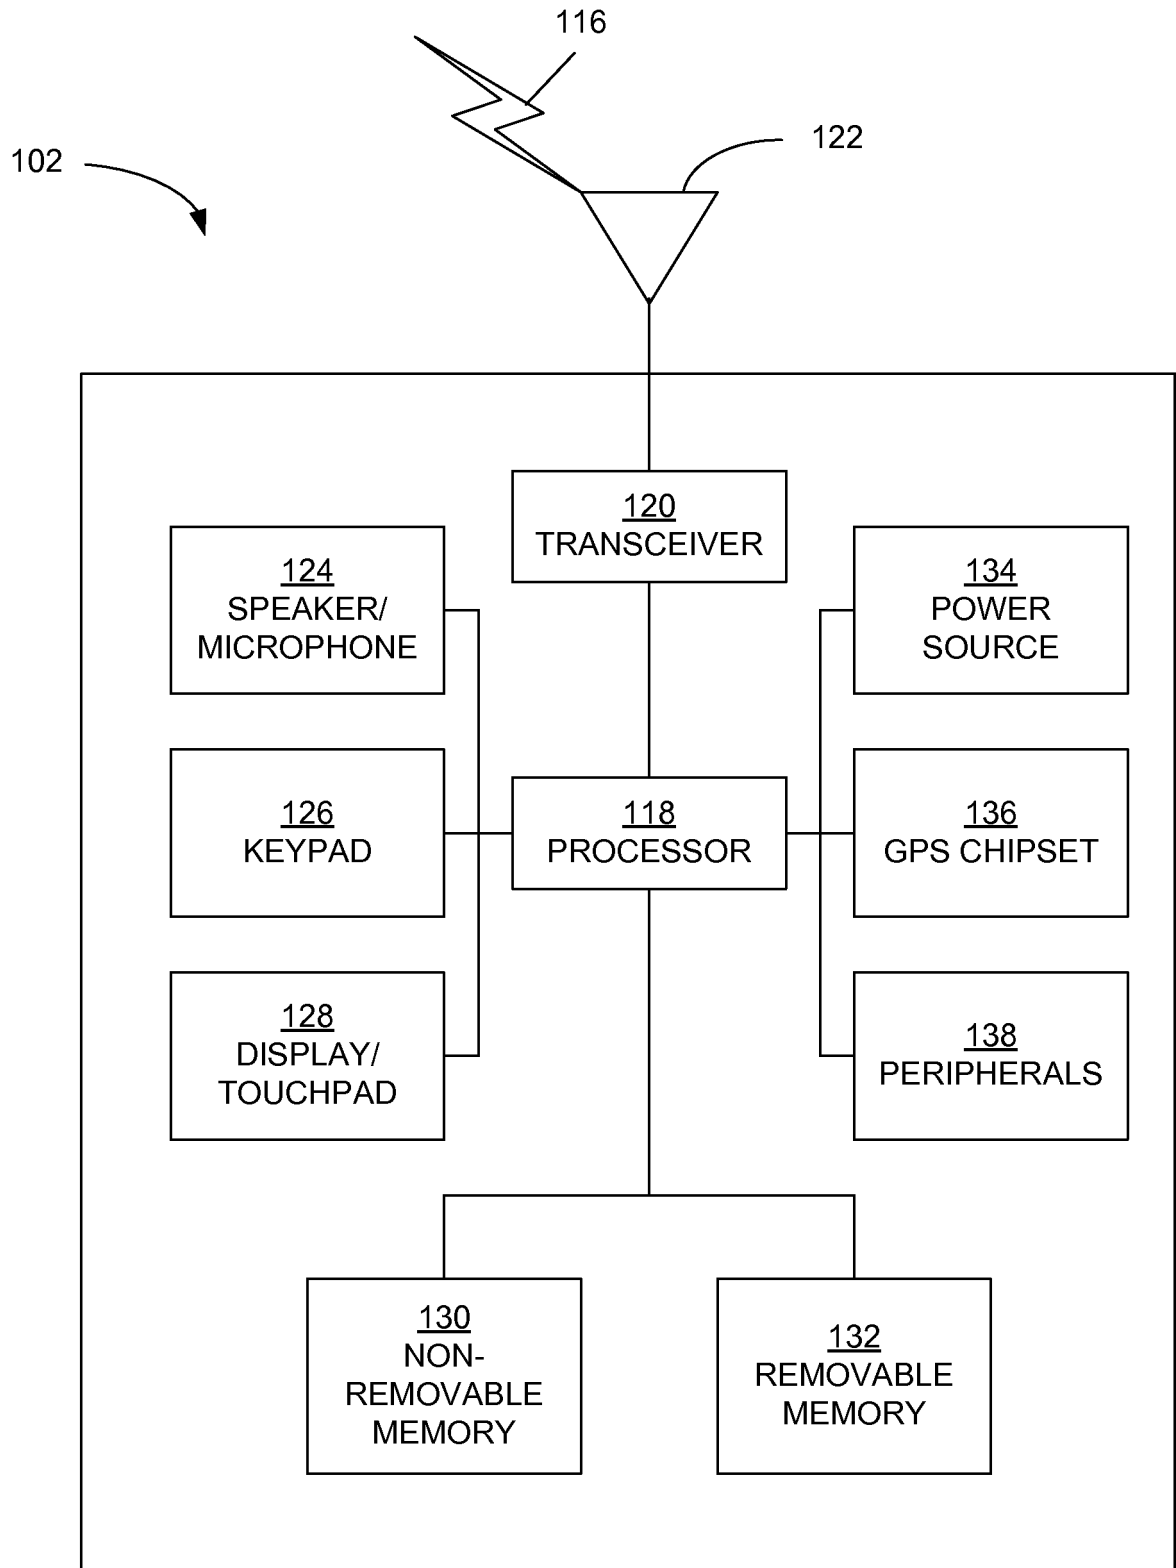 116
122
102
120
TRANSCEIVER
124
SPEAKER/
MICROPHONE
134
POWER
SOURCE
126
KEYPAD
118
PROCESSOR
136
GPS CHIPSET
128
DISPLAY/
TOUCHPAD
138
PERIPHERALS
130
NON-
REMOVABLE
MEMORY
132
REMOVABLE
MEMORY